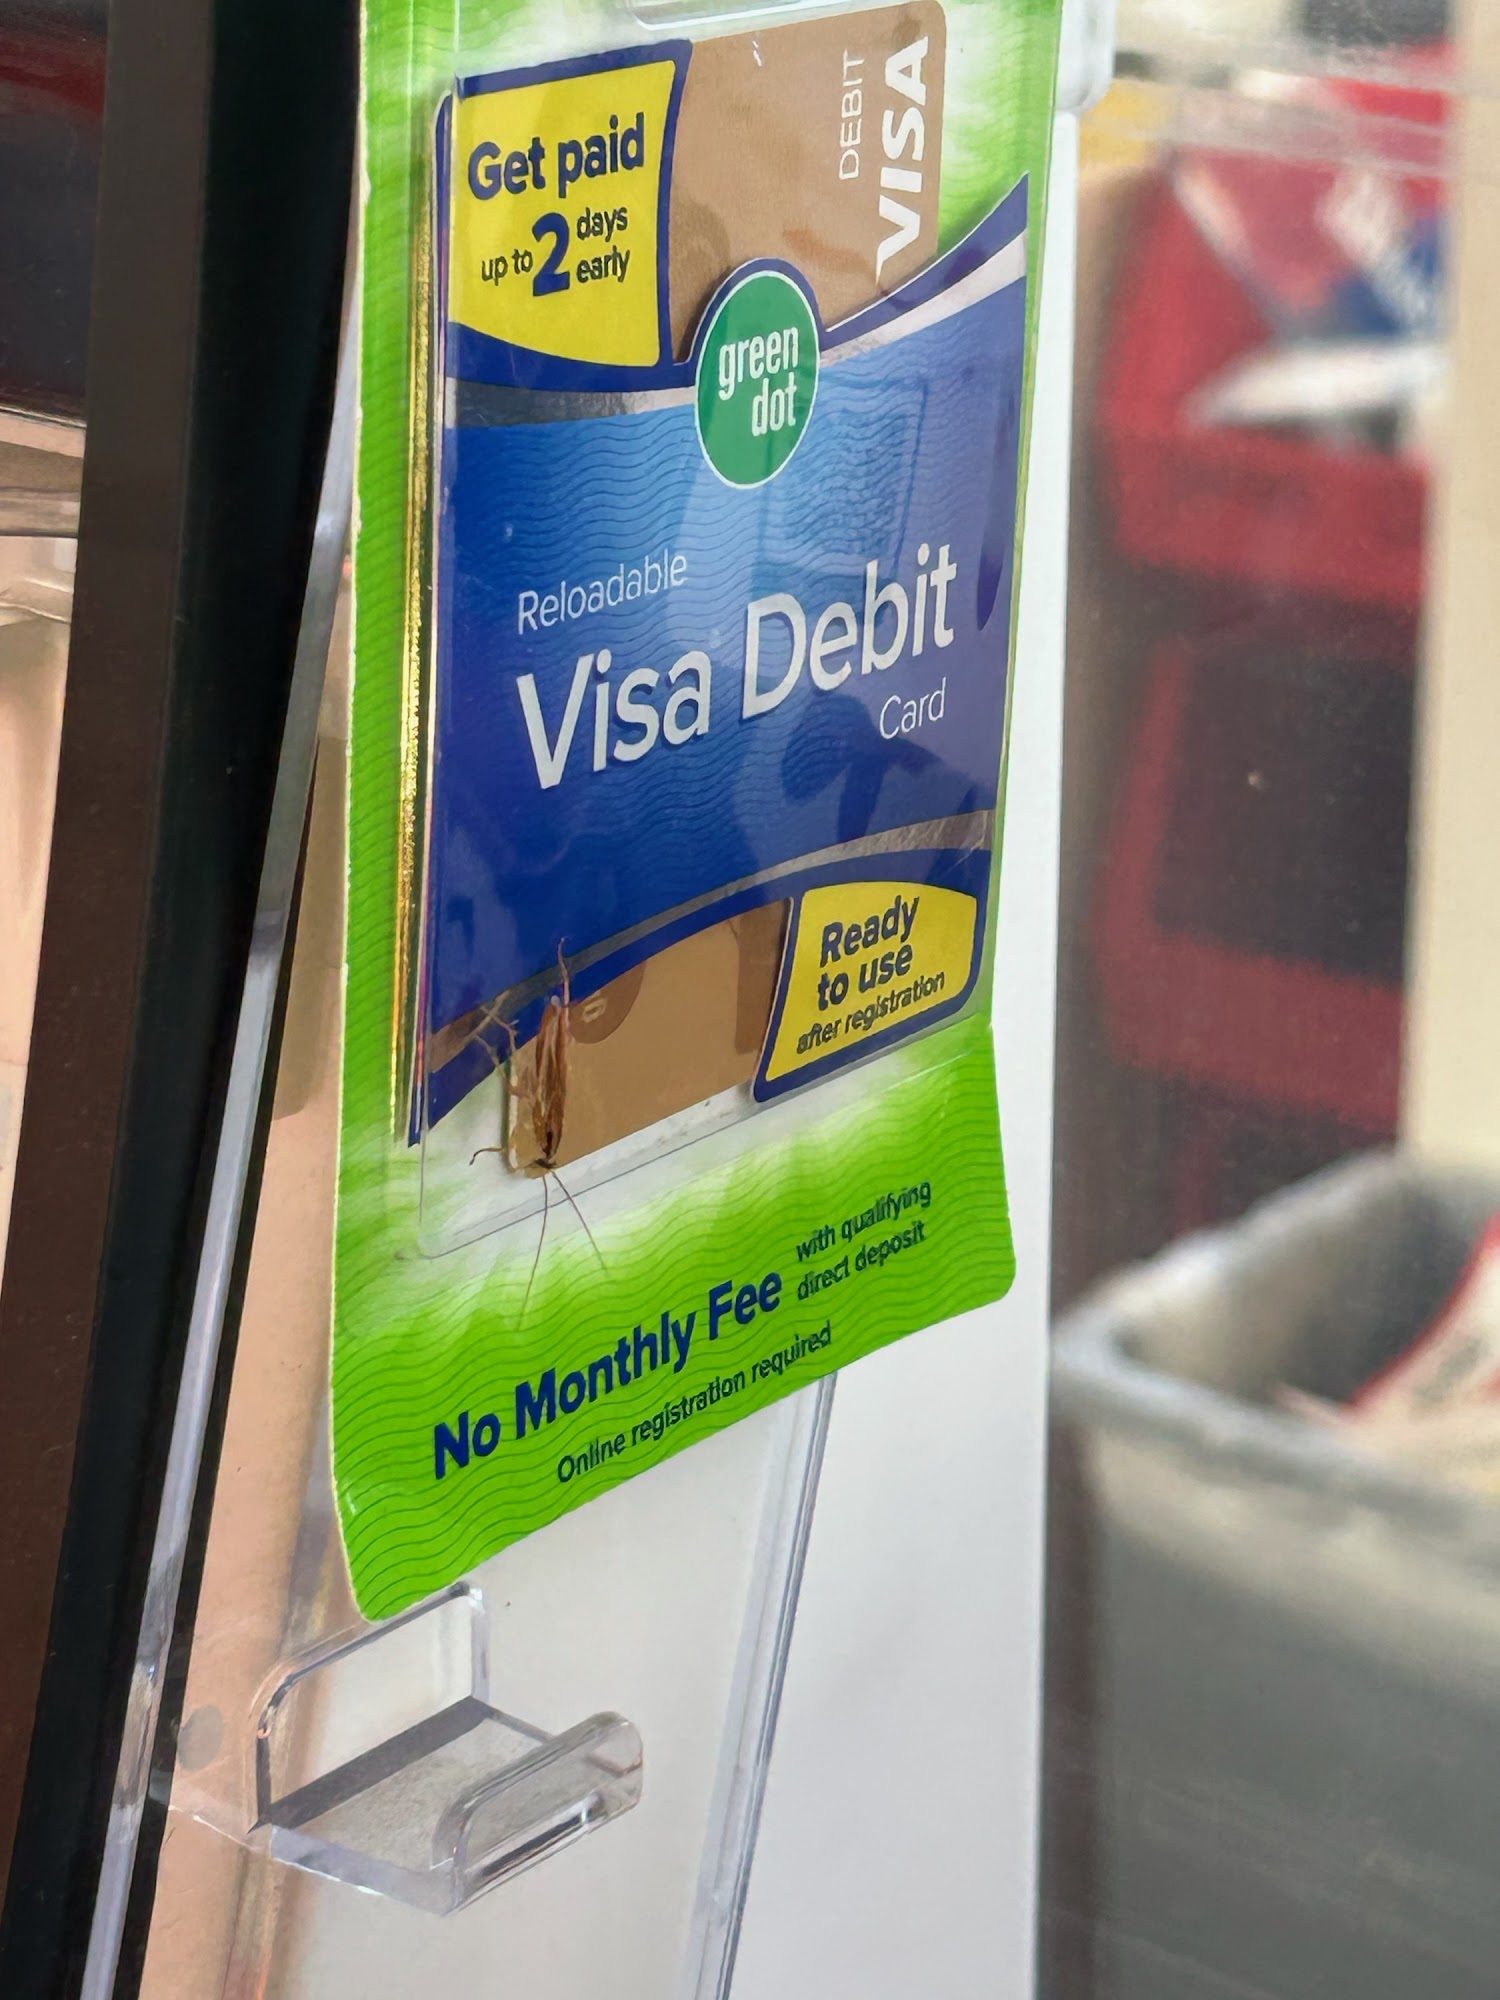 DEBIT
VISA
Get paid
up to 2 days
early
green
dot
Reloadable
Visa Debit
Card
Ready
to use
after registration
No Monthly Fee with qualifying
direct deposit
Online registration required